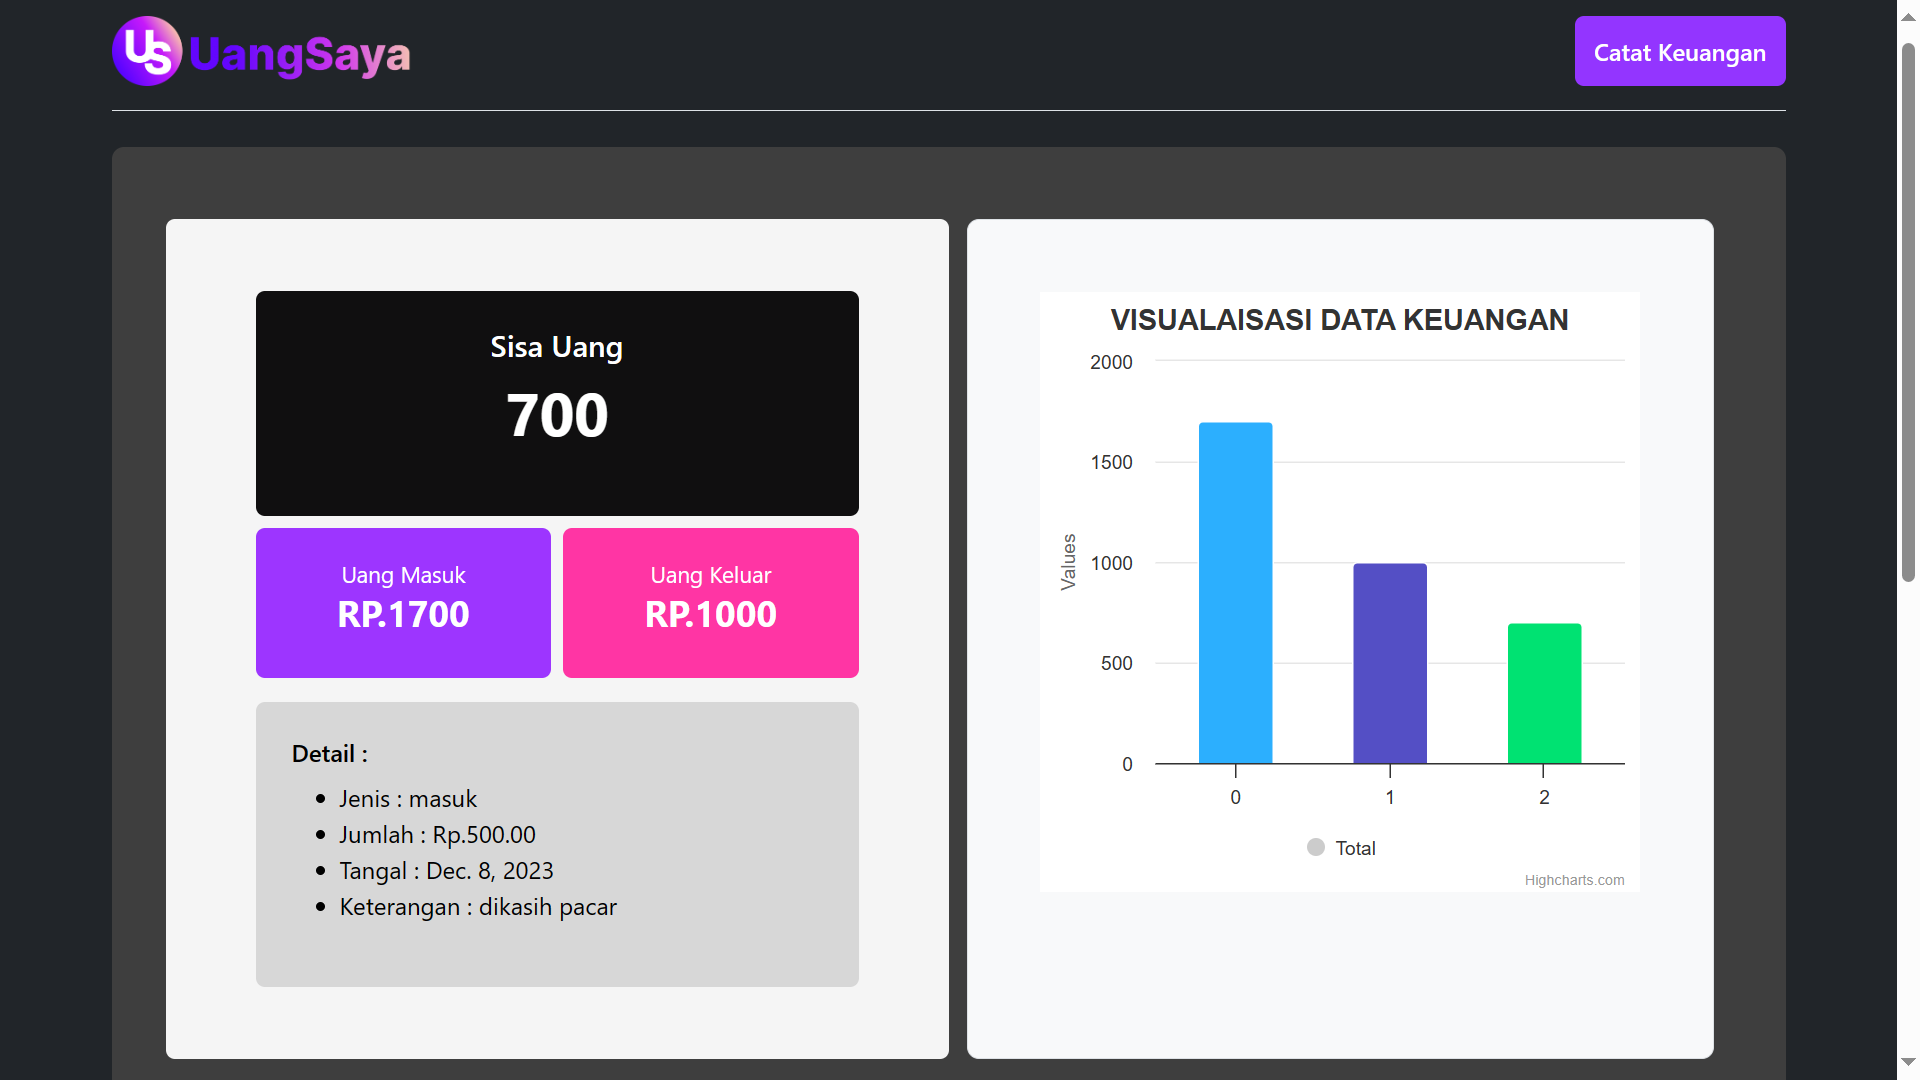 US UangSaya
Catat Keuangan
Sisa Uang
700
Uang Masuk
RP.1700
Uang Keluar
RP.1000
Detail :
Jenis : masuk
Jumlah : Rp.500.00
Tangal : Dec. 8, 2023
Keterangan : dikasih pacar
VISUALAISASI DATA KEUANGAN
Values
2000
1500
1000
500
0
0 1 2
Total
Highcharts.com